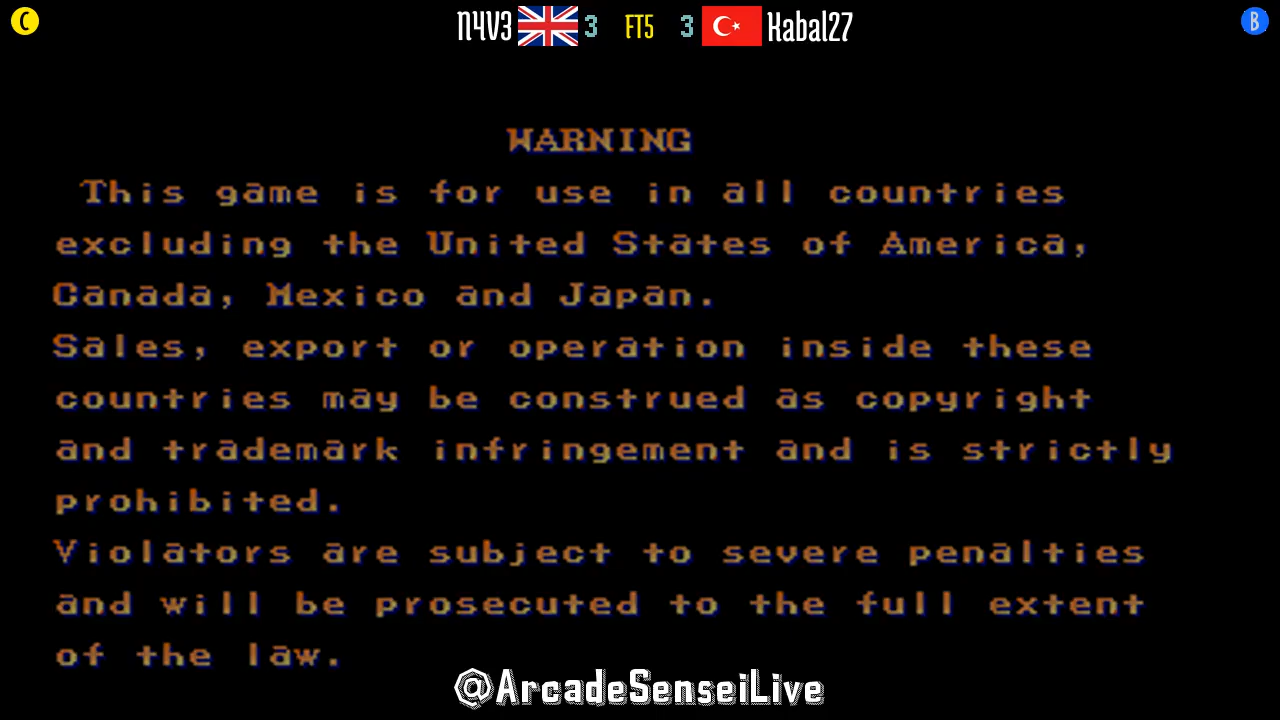 C
N4V3 3 FT5 3 Kabal27
B
WARNING
This game is for use in all countries
excluding the United States of America,
Canada, Mexico and Japan.
Sales, export or operation inside these
countries may be construed as copyright
and trademark infringement and is strictly
prohibited.
Violators are subject to severe penalties
and will be prosecuted to the full extent
of the law.
@ArcadeSenseiLive